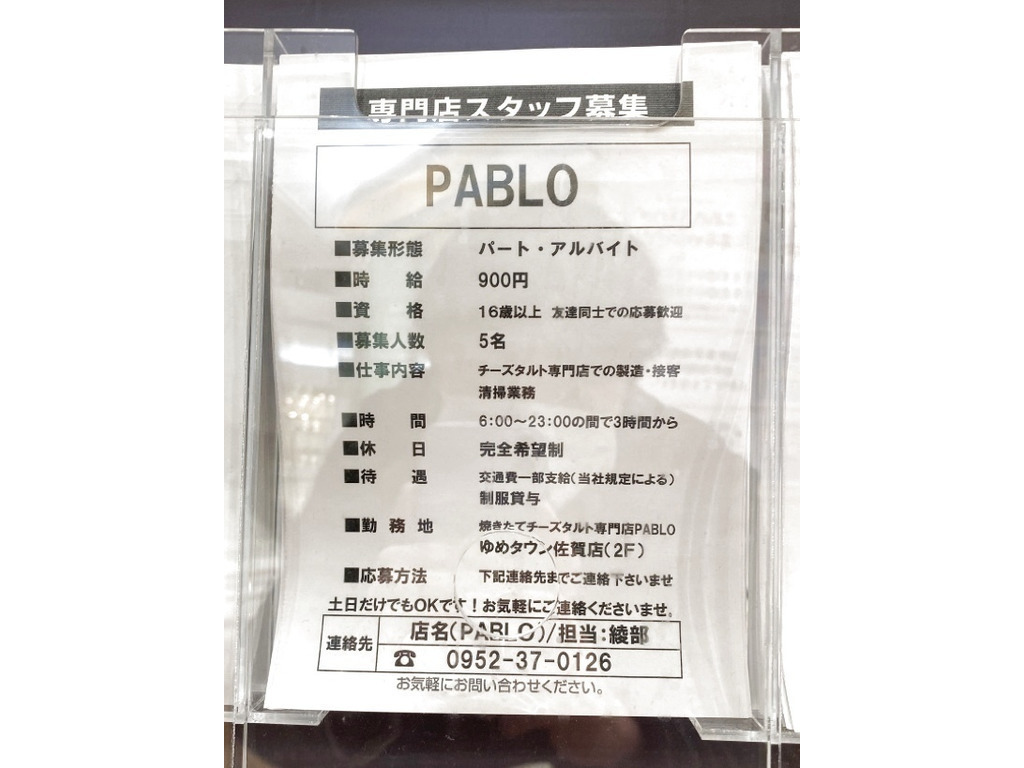 専門店スタッフ募集
PABLO
■募集形態 パート・アルバイト
■時 給 900円
■資 格 16歳以上 友達同士での応募歓迎
■募集人数 5名
■仕事内容 チーズタルト専門店での製造・接客
清掃業務
■時 間 6:00～23:00の間で3時間から
■休 日 完全希望制
■待 遇 交通費一部支給(当社規定による)
制服貸与
■勤 務 地 焼きたてチーズタルト専門店PABLO
ゆめタウン佐賀店(2F)
■応募方法 下記連絡先までご連絡下さいませ
土日だけでもOKです!お気軽にご連絡くださいませ。
連絡先 店名(PABLO)/担当:綾部
☎ 0952-37-0126
お気軽にお問い合わせください。